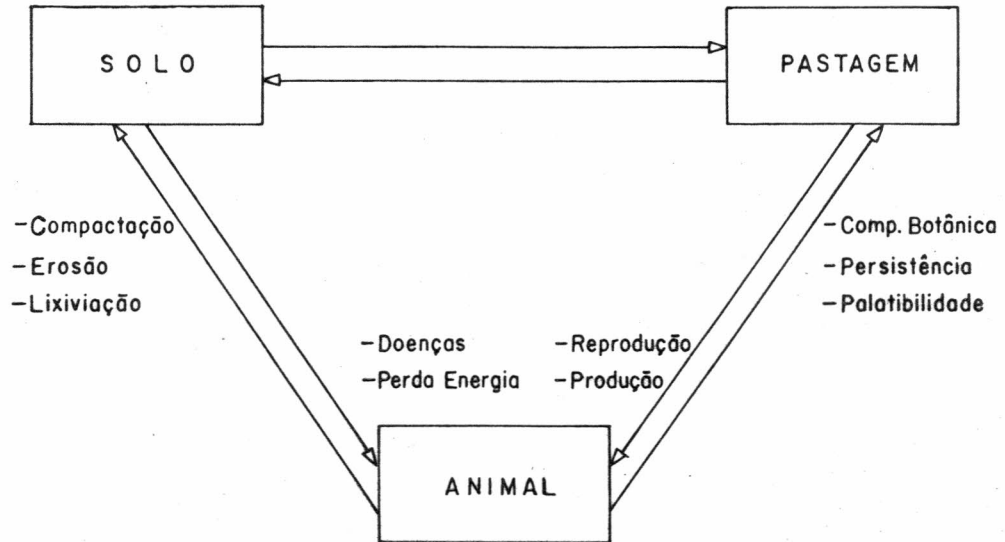 SOLO
PASTAGEM
-Compactação
-Erosão
-Lixiviação
-Comp. Botânica
-Persistência
-Palatibilidade
-Doenças
-Perda Energia
-Reprodução
-Produção
ANIMAL